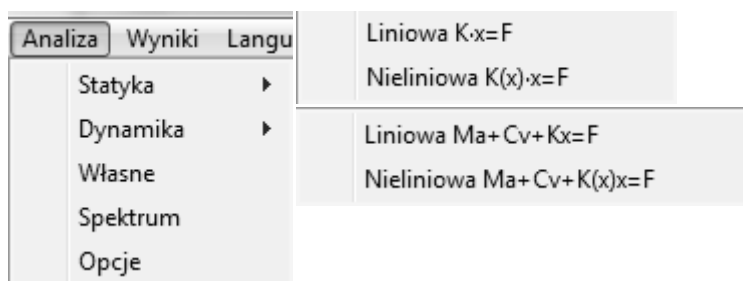 Analiza Wyniki Langu
Statyka
Dynamika
Własne
Spektrum
Opcje
Liniowa K·x=F
Nieliniowa K(x)·x=F
Liniowa Ma+Cv+Kx=F
Nieliniowa Ma+Cv+K(x)x=F